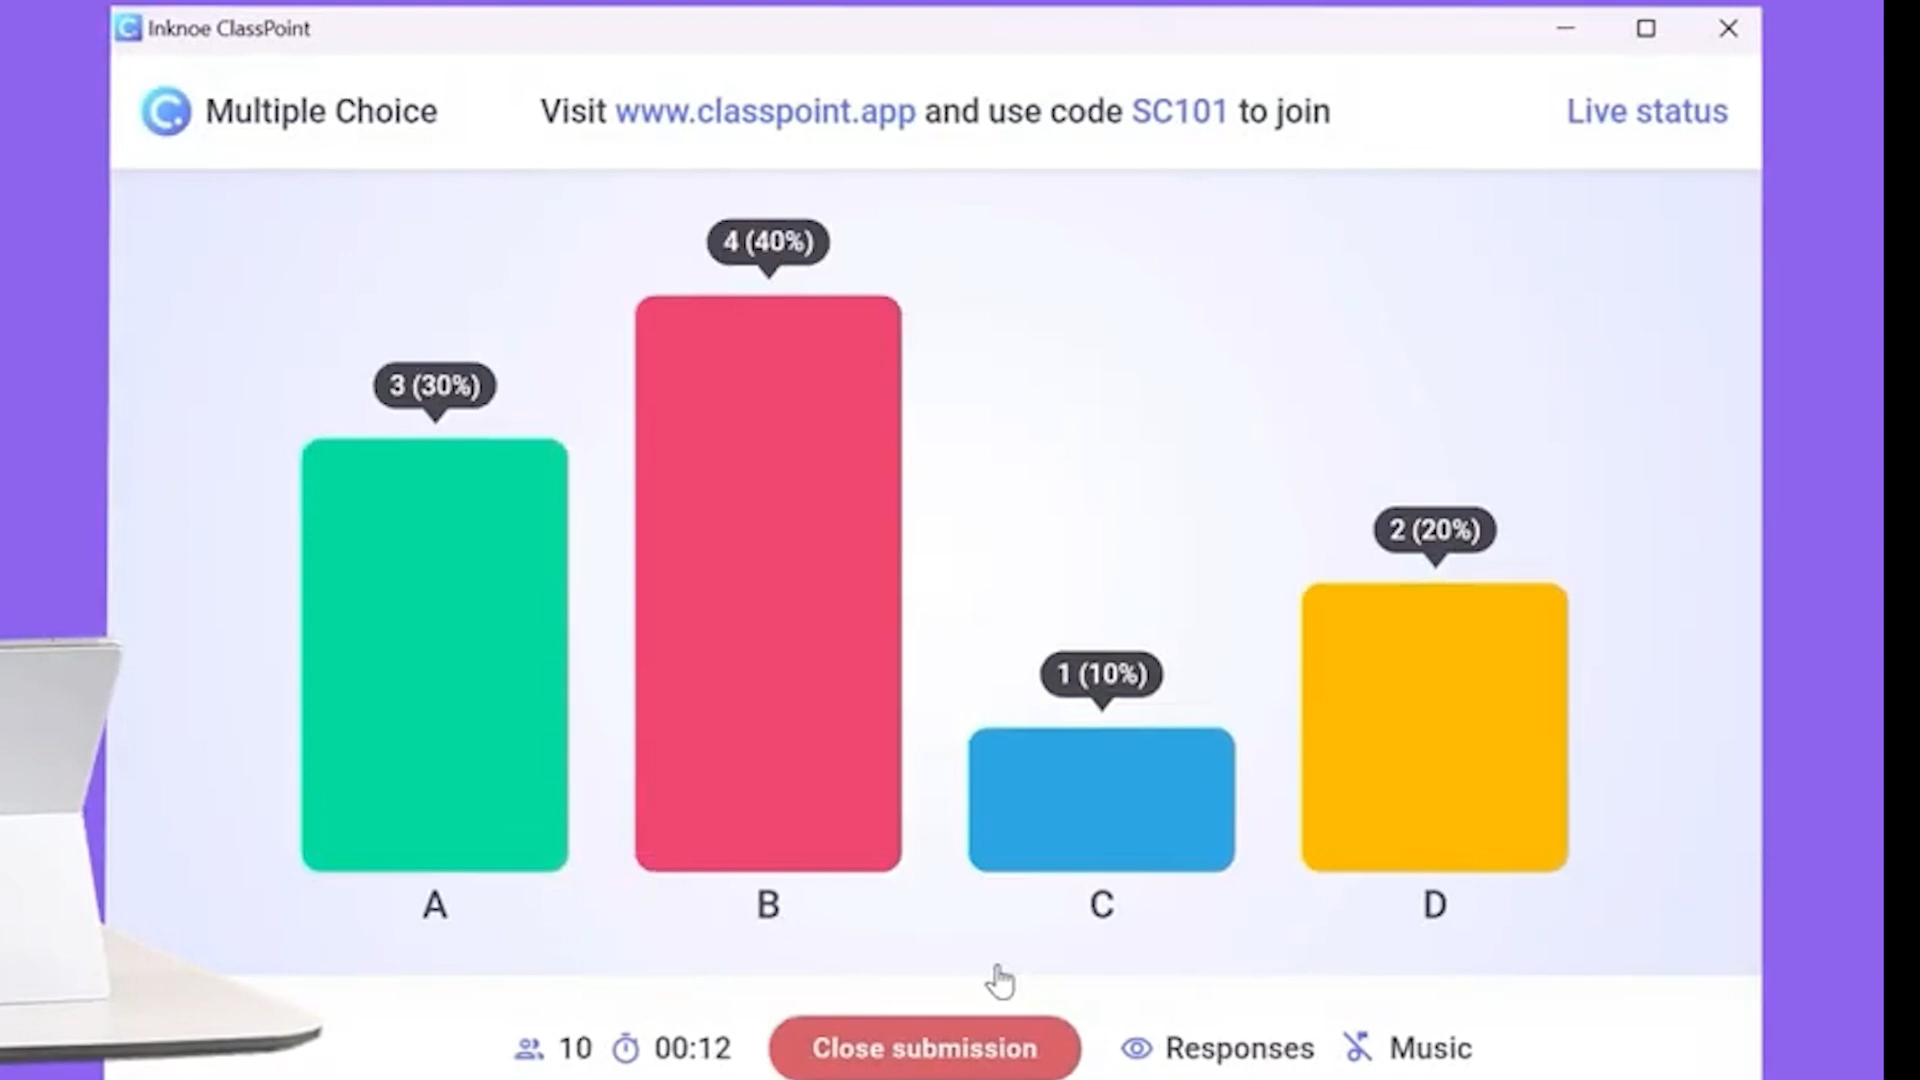 Inknoe ClassPoint
Multiple Choice
Visit www.classpoint.app and use code SC101 to join
Live status
4 (40%)
3 (30%)
2 (20%)
1 (10%)
A
B
C
D
10
00:12
Close submission
Responses
Music